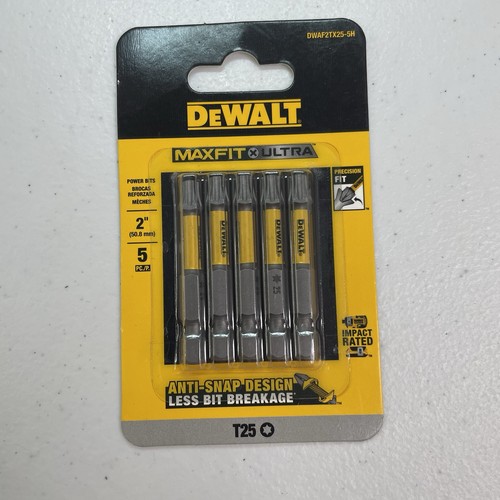 DWAF2TX25-5H
DEWALT
MAXFIT ULTRA
POWER BITS
BROCAS
REFORZADA
MÈCHES
2"
(50.8 mm)
5
PC./P.
PRECISION
FIT
DEWALT
DEWALT
DEWALT
25
IMPACT
RATED
ANTI-SNAP DESIGN
LESS BIT BREAKAGE
T25